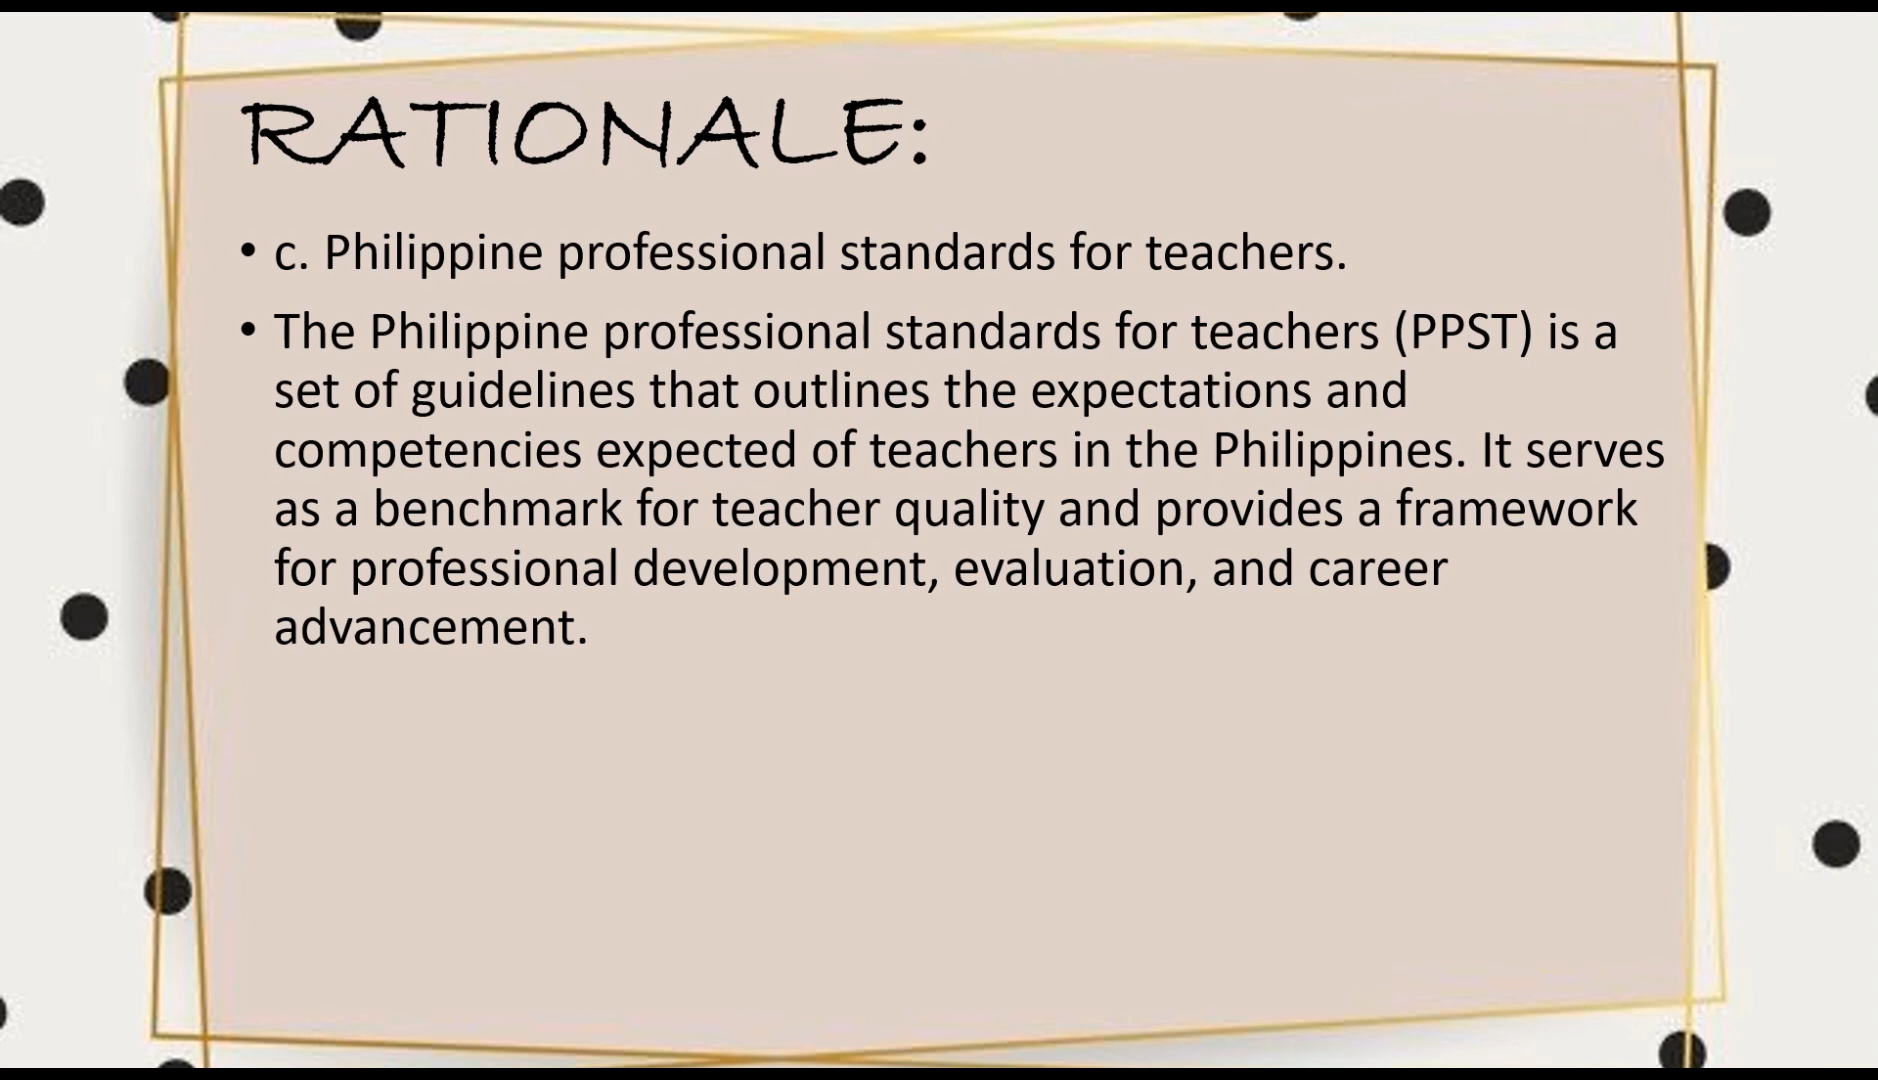 RATIONALE:
• c. Philippine professional standards for teachers.
• The Philippine professional standards for teachers (PPST) is a
set of guidelines that outlines the expectations and
competencies expected of teachers in the Philippines. It serves
as a benchmark for teacher quality and provides a framework
for professional development, evaluation, and career
advancement.